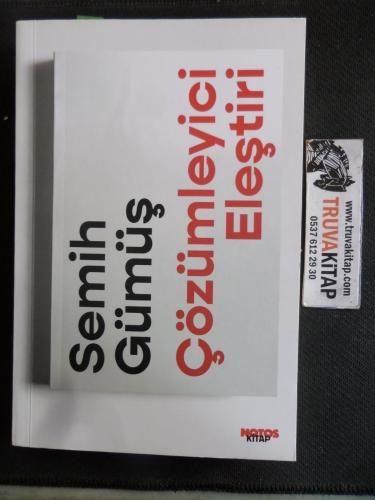 Semih
Gümüş
Çözümleyici
Eleştiri
NOTOS
KİTAP
www.truvakitap.com
TRUVAKİTAP
0537 612 29 30